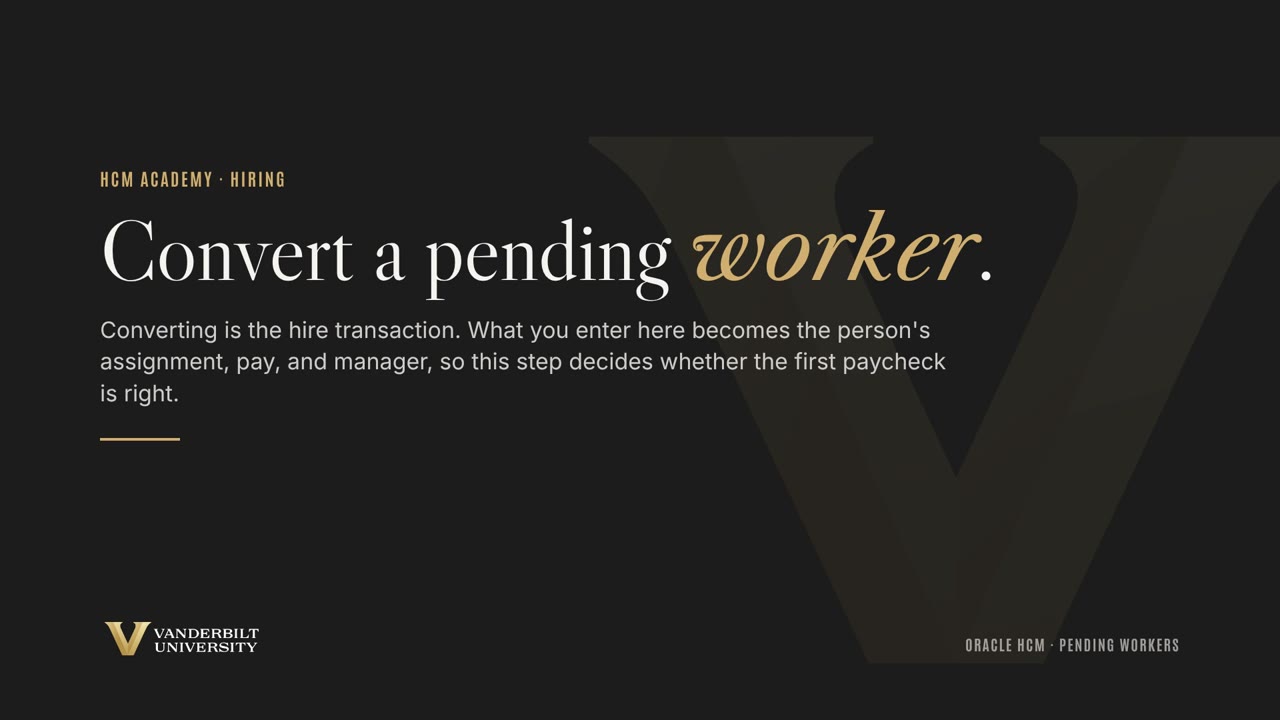 HCM ACADEMY · HIRING
Convert a pending worker.
Converting is the hire transaction. What you enter here becomes the person's
assignment, pay, and manager, so this step decides whether the first paycheck
is right.
VANDERBILT
UNIVERSITY
ORACLE HCM · PENDING WORKERS